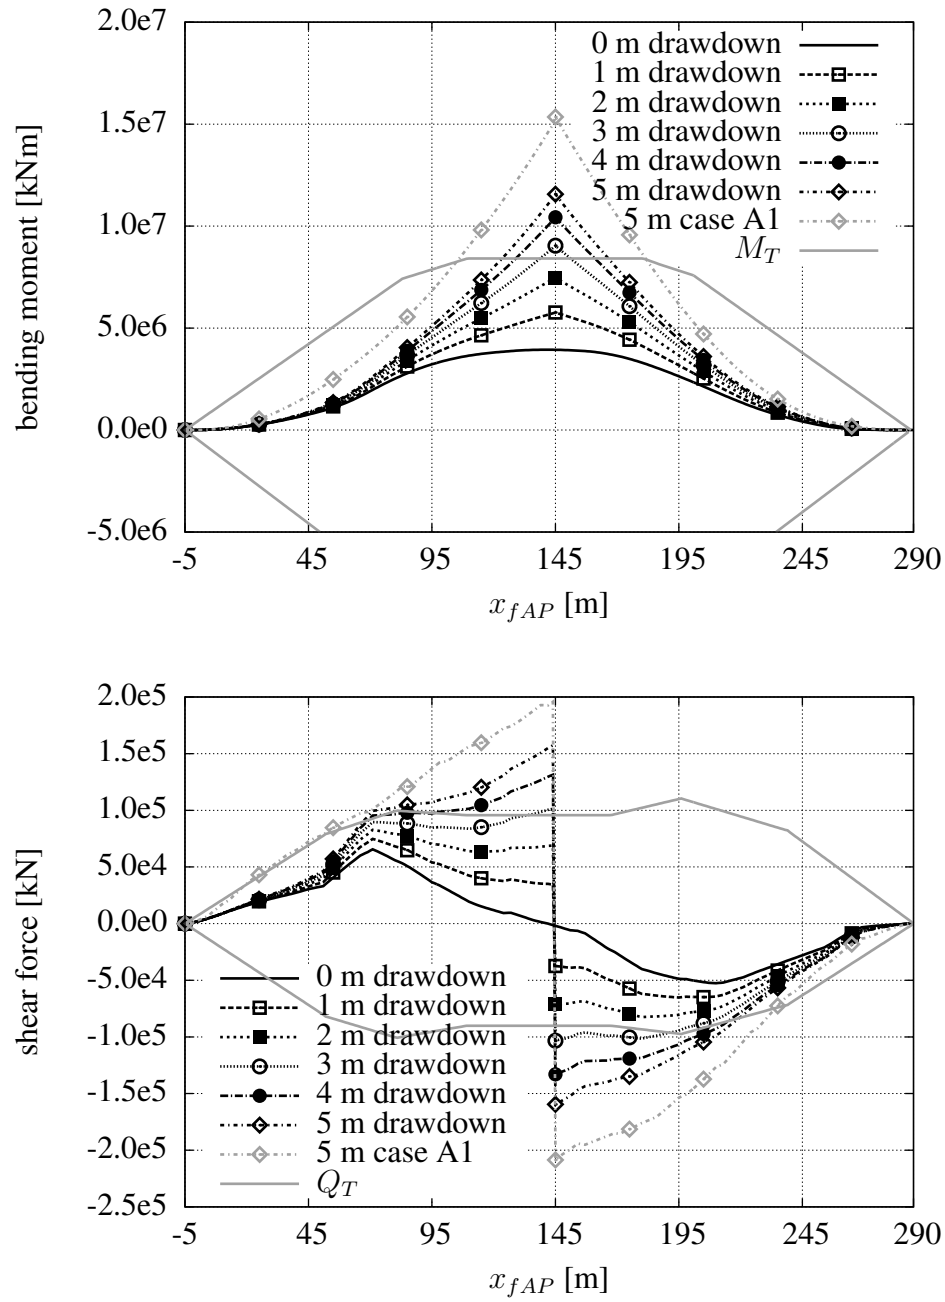 2.0e7
1.5e7
1.0e7
5.0e6
0.0e0
-5.0e6
bending moment [kNm]
0 m drawdown
1 m drawdown
2 m drawdown
3 m drawdown
4 m drawdown
5 m drawdown
5 m case A1
M_T
-5 45 95 145 195 245 290
x_{fAP} [m]
2.0e5
1.5e5
1.0e5
5.0e4
0.0e0
-5.0e4
-1.0e5
-1.5e5
-2.0e5
-2.5e5
shear force [kN]
0 m drawdown
1 m drawdown
2 m drawdown
3 m drawdown
4 m drawdown
5 m drawdown
5 m case A1
Q_T
-5 45 95 145 195 245 290
x_{fAP} [m]